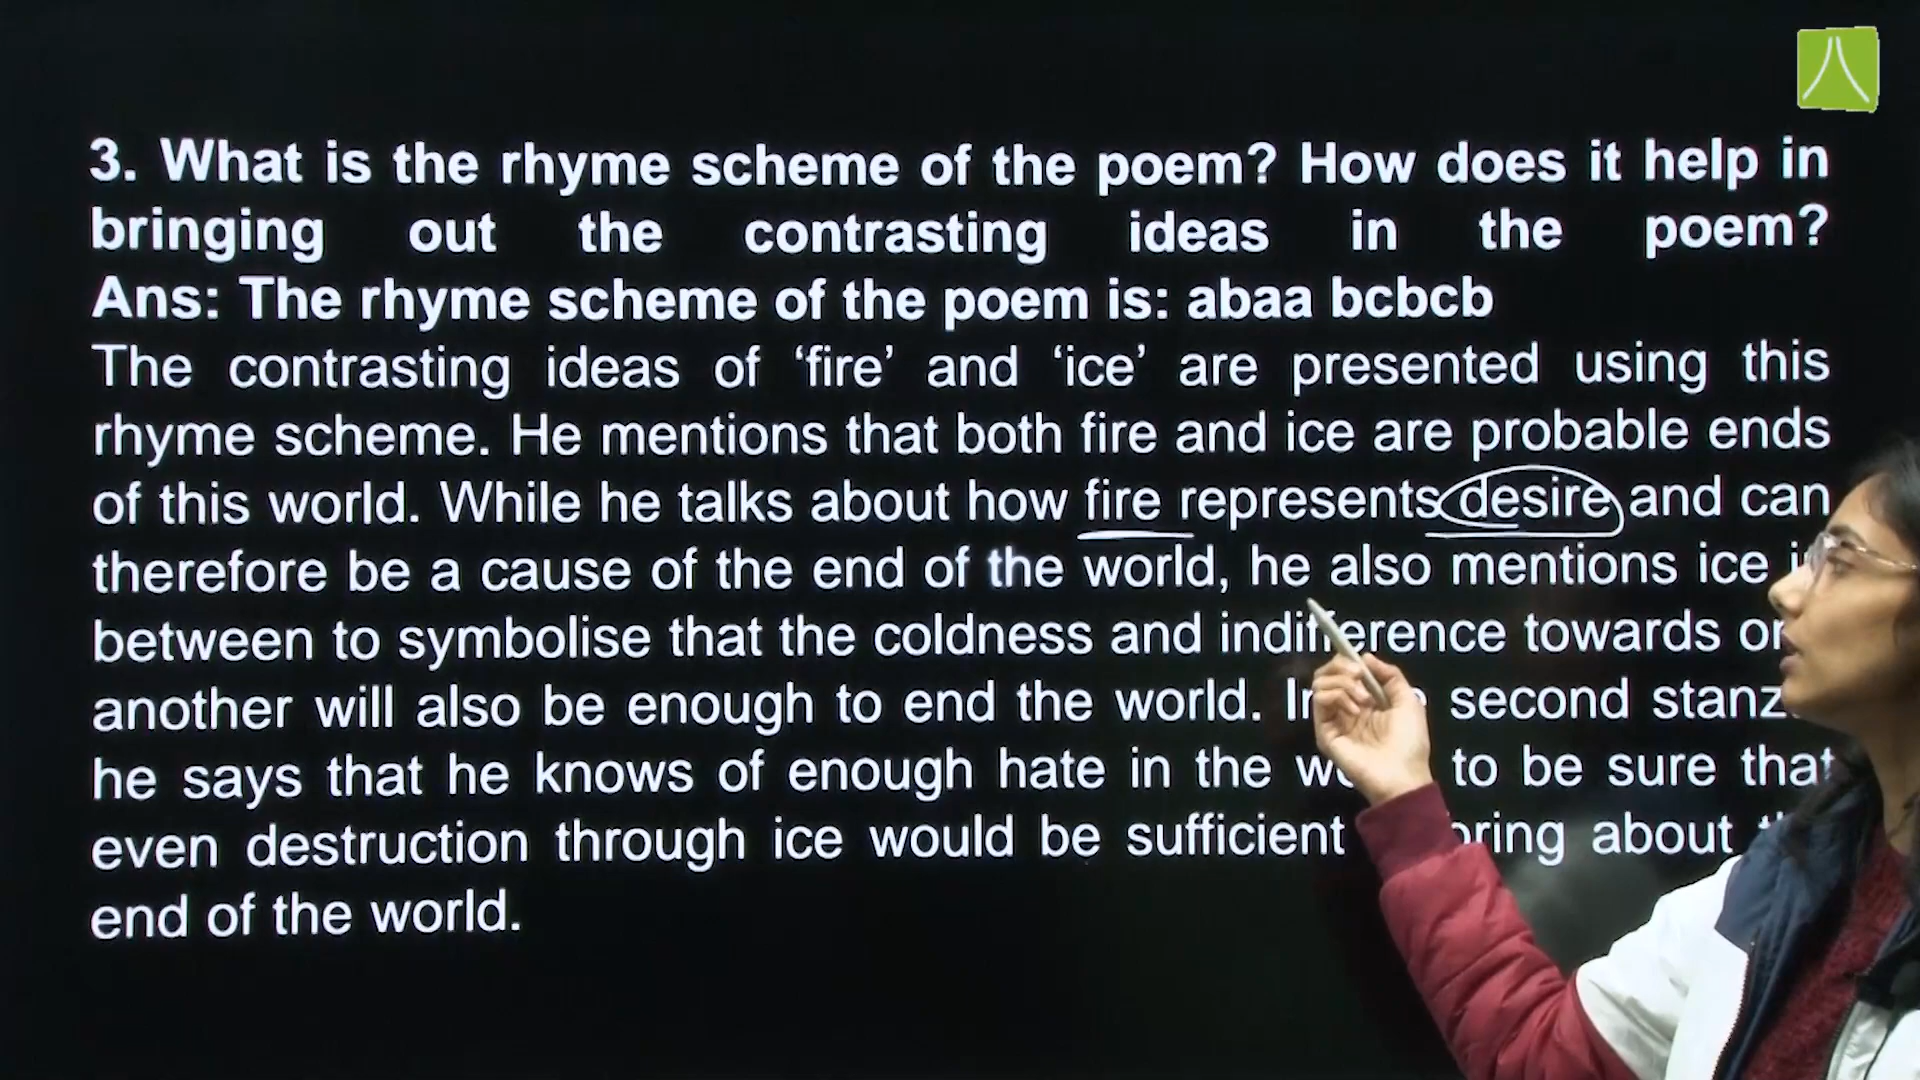 3. What is the rhyme scheme of the poem? How does it help in
bringing out the contrasting ideas in the poem?
Ans: The rhyme scheme of the poem is: abaa bcbcb
The contrasting ideas of ‘fire’ and ‘ice’ are presented using this
rhyme scheme. He mentions that both fire and ice are probable ends
of this world. While he talks about how fire represents desire and can
therefore be a cause of the end of the world, he also mentions ice
between to symbolise that the coldness and indifference towards
another will also be enough to end the world. second
he says that he knows of enough hate in the to be sure that
even destruction through ice would be sufficient about
end of the world.